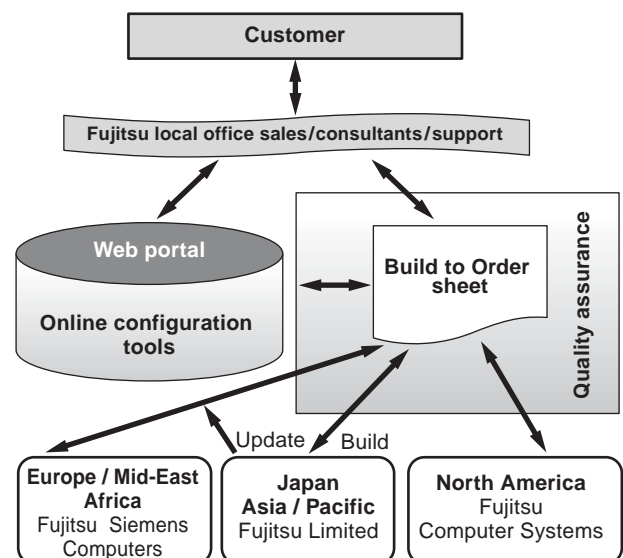 Customer
Fujitsu local office sales/consultants/support
Web portal
Online configuration
tools
Build to Order
sheet
Quality assurance
Update
Build
Europe / Mid-East
Africa
Fujitsu Siemens
Computers
Japan
Asia / Pacific
Fujitsu Limited
North America
Fujitsu
Computer Systems